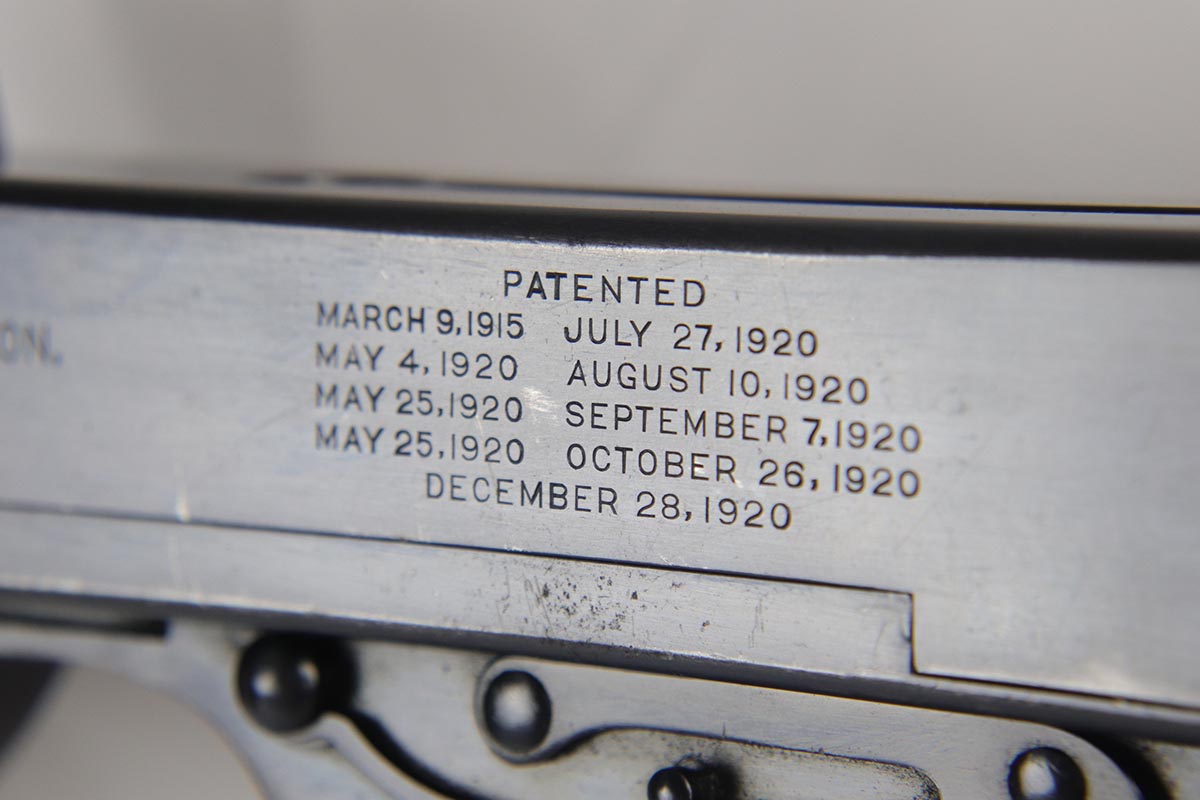 PATENTED
MARCH 9,1915 JULY 27,1920
MAY 4,1920 AUGUST 10,1920
MAY 25,1920 SEPTEMBER 7,1920
MAY 25,1920 OCTOBER 26,1920
DECEMBER 28,1920
ON.